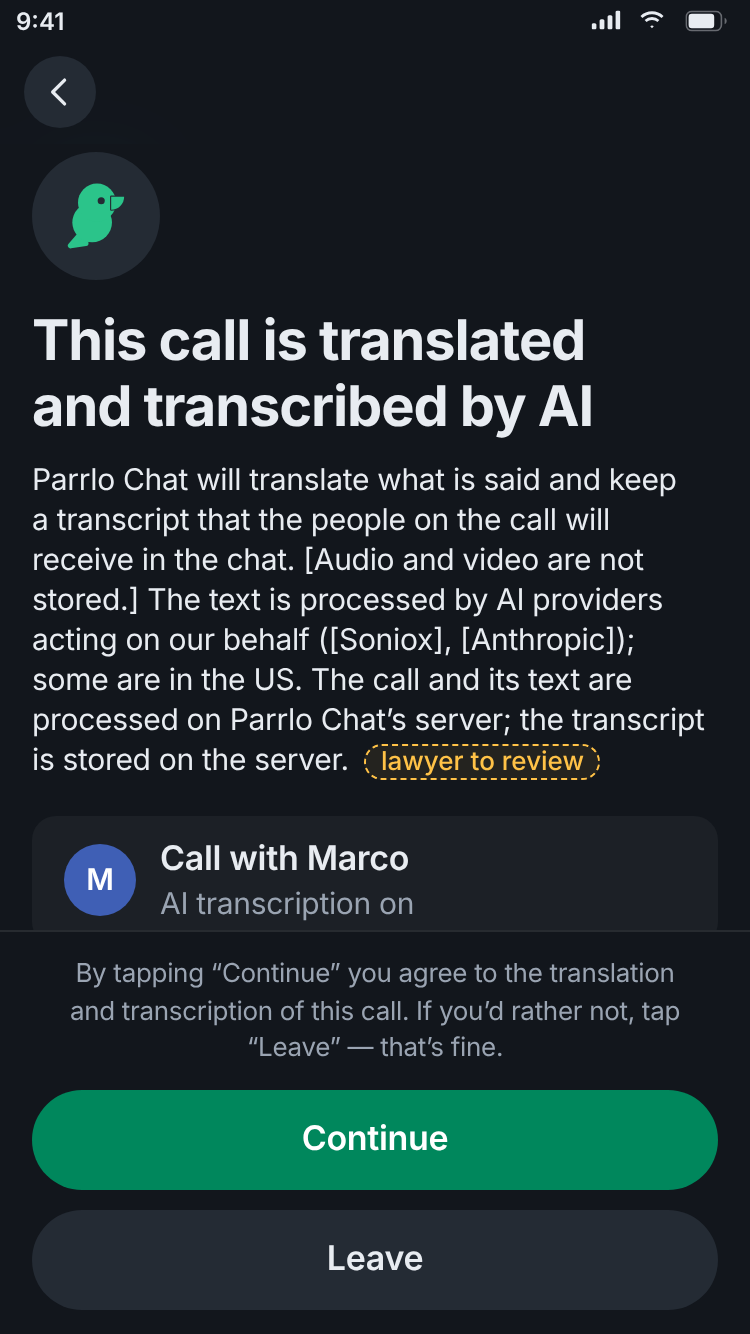 9:41
This call is translated
and transcribed by AI
Parrlo Chat will translate what is said and keep
a transcript that the people on the call will
receive in the chat. [Audio and video are not
stored.] The text is processed by AI providers
acting on our behalf ([Soniox], [Anthropic]);
some are in the US. The call and its text are
processed on Parrlo Chat’s server; the transcript
is stored on the server. lawyer to review
M
Call with Marco
AI transcription on
By tapping “Continue” you agree to the translation
and transcription of this call. If you’d rather not, tap
“Leave” — that’s fine.
Continue
Leave